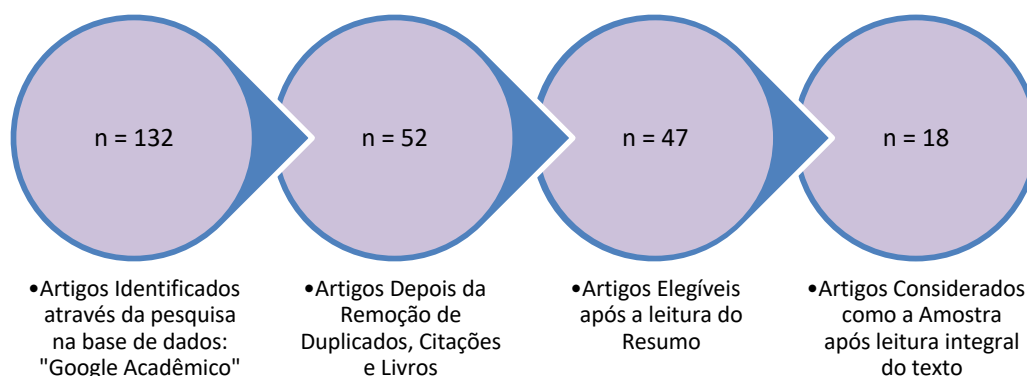 n = 132
n = 52
n = 47
n = 18
•Artigos Identificados
através da pesquisa
na base de dados:
"Google Acadêmico"
•Artigos Depois da
Remoção de
Duplicados, Citações
e Livros
•Artigos Elegíveis
após a leitura do
Resumo
•Artigos Considerados
como a Amostra
após leitura integral
do texto